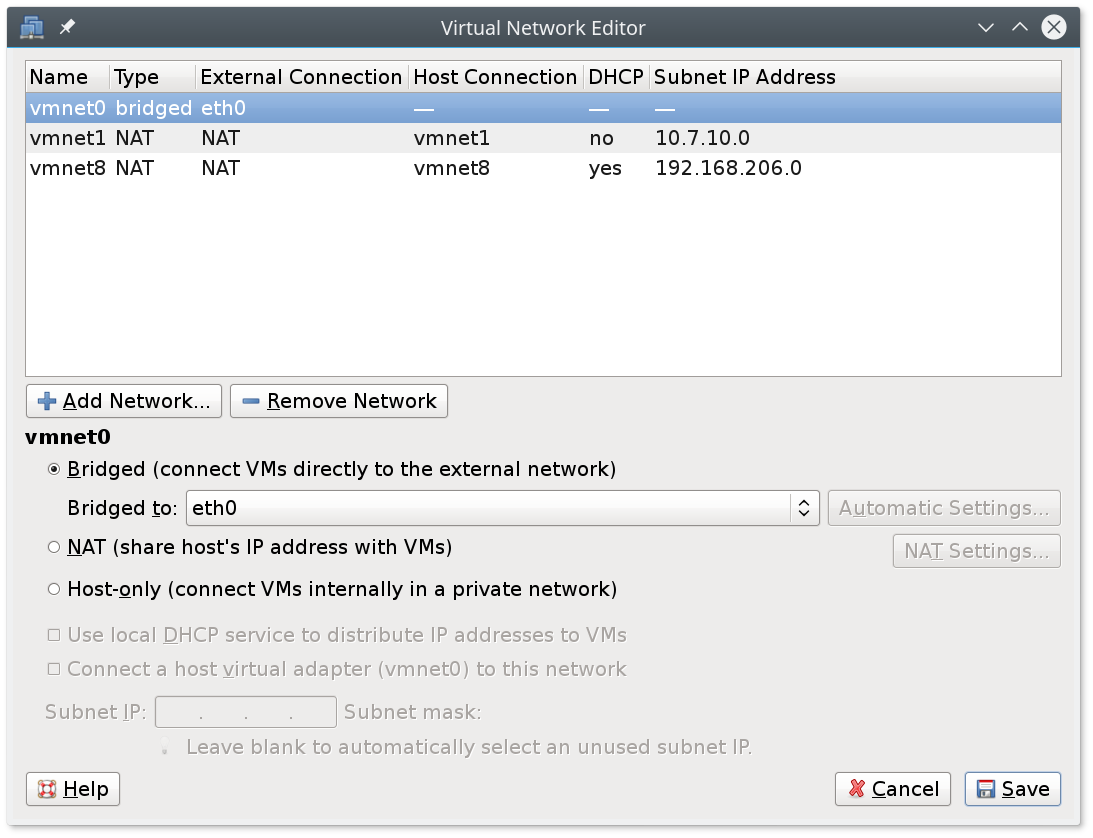 Virtual Network Editor
Name Type External Connection Host Connection DHCP Subnet IP Address
vmnet0 bridged eth0 — — —
vmnet1 NAT NAT vmnet1 no 10.7.10.0
vmnet8 NAT NAT vmnet8 yes 192.168.206.0
Add Network... Remove Network
vmnet0
Bridged (connect VMs directly to the external network)
Bridged to: eth0 Automatic Settings...
NAT (share host's IP address with VMs)
NAT Settings...
Host-only (connect VMs internally in a private network)
Use local DHCP service to distribute IP addresses to VMs
Connect a host virtual adapter (vmnet0) to this network
Subnet IP: . . . Subnet mask:
Leave blank to automatically select an unused subnet IP.
Help Cancel Save